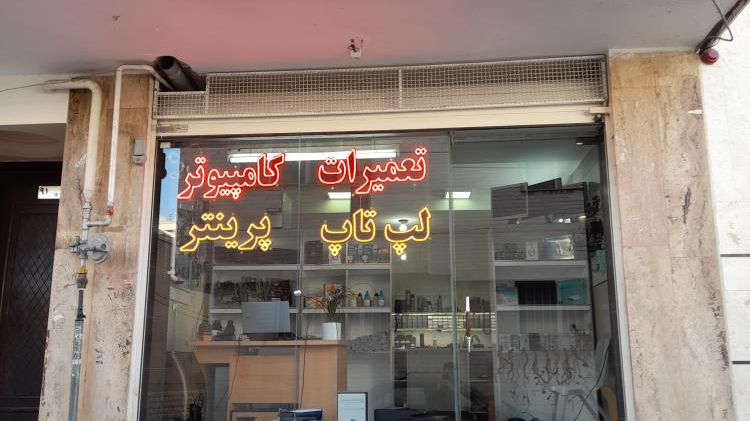 تعمیرات کامپیوتر
لپ تاپ پرینتر